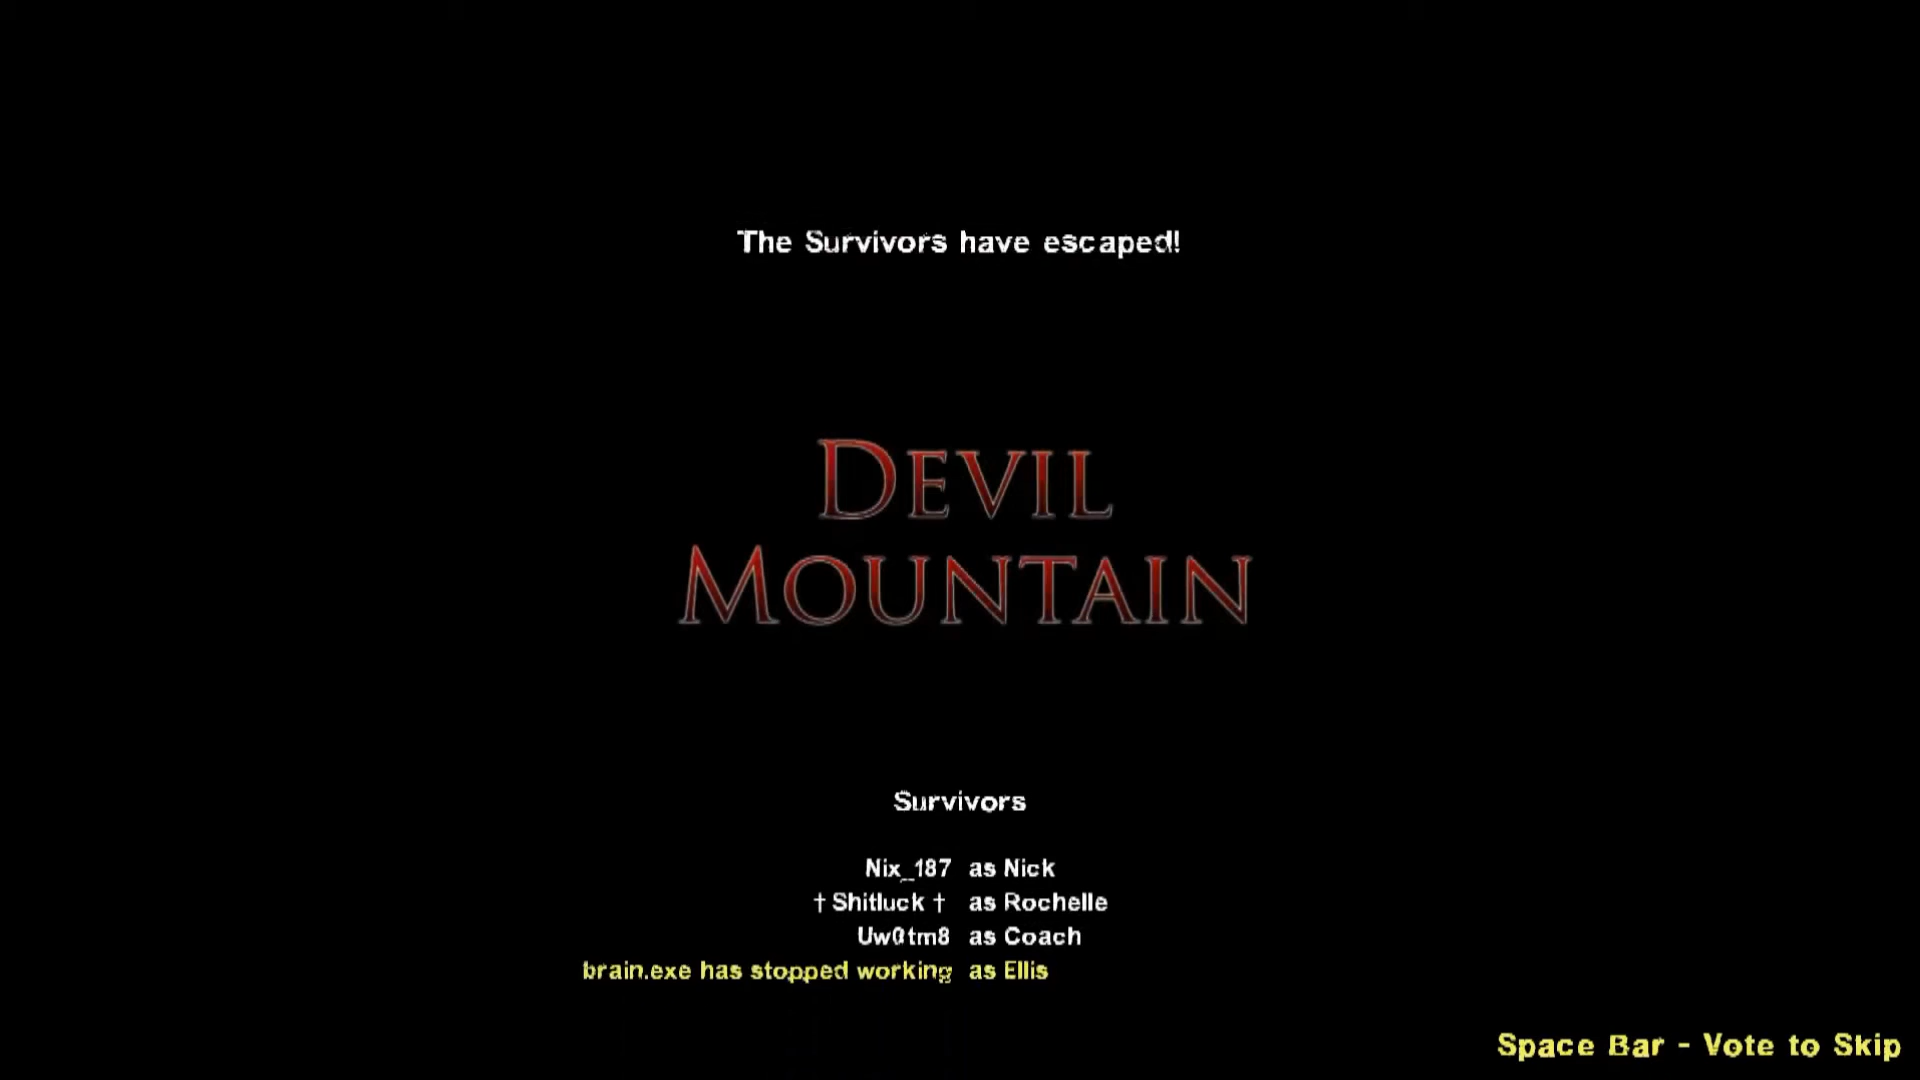 The Survivors have escaped!
DEVIL
MOUNTAIN
Survivors
Nix_187 as Nick
† Shitluck † as Rochelle
Uw0tm8 as Coach
brain.exe has stopped working as Ellis
Space Bar - Vote to Skip